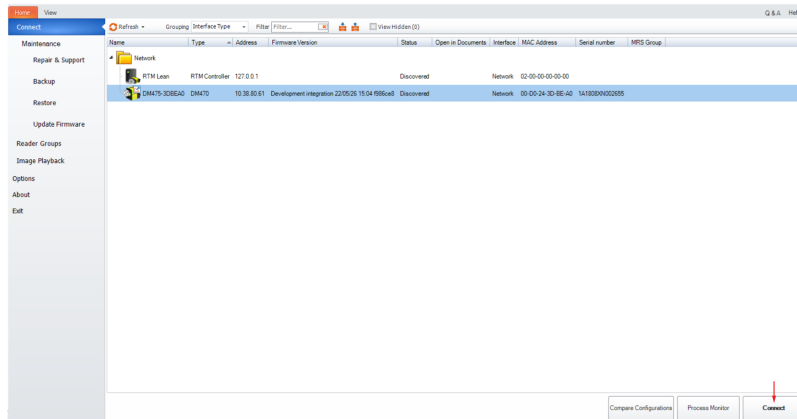 Home View Q & A Hel
Connect Refresh Grouping Interface Type Filter Filter... View Hidden (0)
Maintenance
Repair & Support
Backup
Restore
Update Firmware
Reader Groups
Image Playback
Options
About
Exit
Name Type Address Firmware Version Status Open in Documents Interface MAC Address Serial number MRS Group
Network
RTM Lean RTM Controller 127.0.0.1 Discovered Network 02-00-00-00-00-00
DM475-3DBEA0 DM470 10.38.80.61 Development integration 22/05/26 15:04 f986ce8 Discovered Network 00-D0-24-3D-BE-A0 1A1808XN002655
Compare Configurations Process Monitor Connect